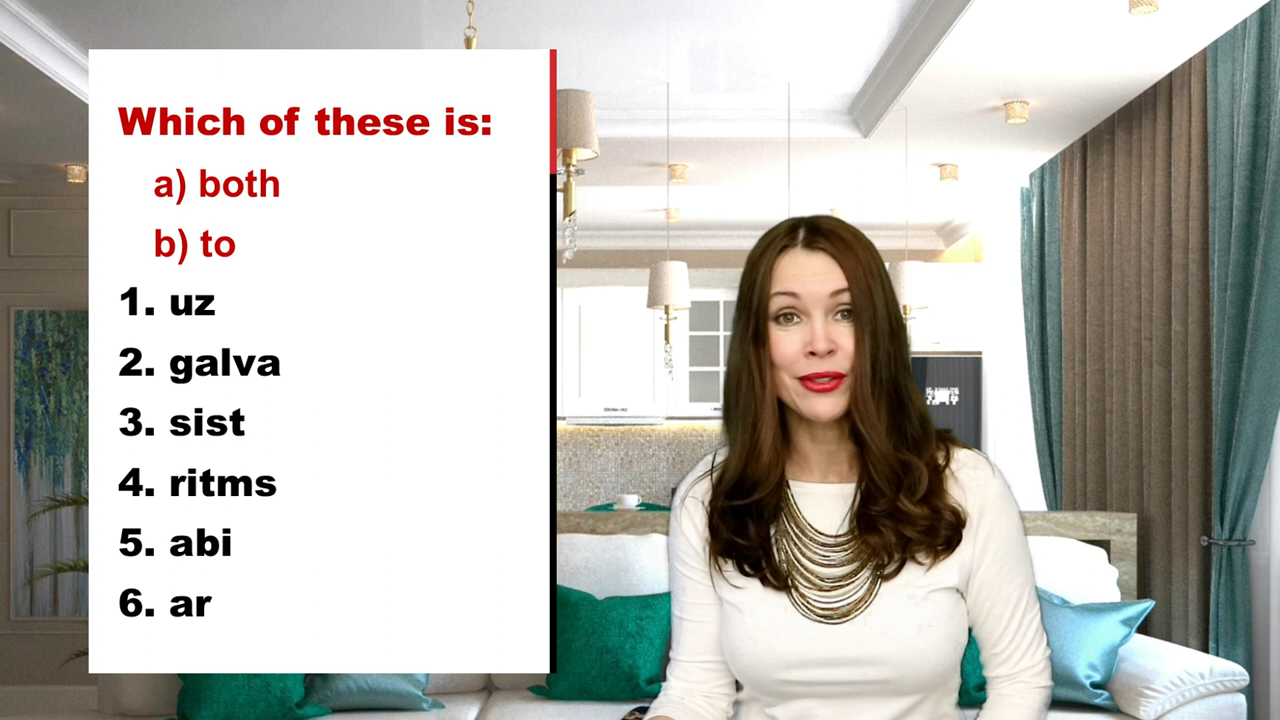 Which of these is:
a) both
b) to
1. uz
2. galva
3. sist
4. ritms
5. abi
6. ar